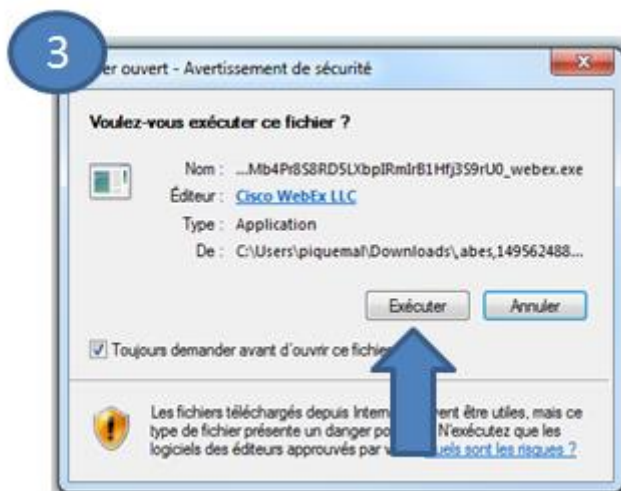 3
er ouvert - Avertissement de sécurité
Voulez-vous exécuter ce fichier ?
Nom : ...Mb4Pr8S8RD5LXbpIRmIrB1Hfj3S9rU0_webex.exe
Éditeur : Cisco WebEx LLC
Type : Application
De : C:\Users\piquemal\Downloads\,abes,149562488...
Exécuter Annuler
Toujours demander avant d'ouvrir ce fichie
Les fichiers téléchargés depuis Intern vent être utiles, mais ce
type de fichier présente un danger po N'exécutez que les
logiciels des éditeurs approuvés par v uels sont les risques ?